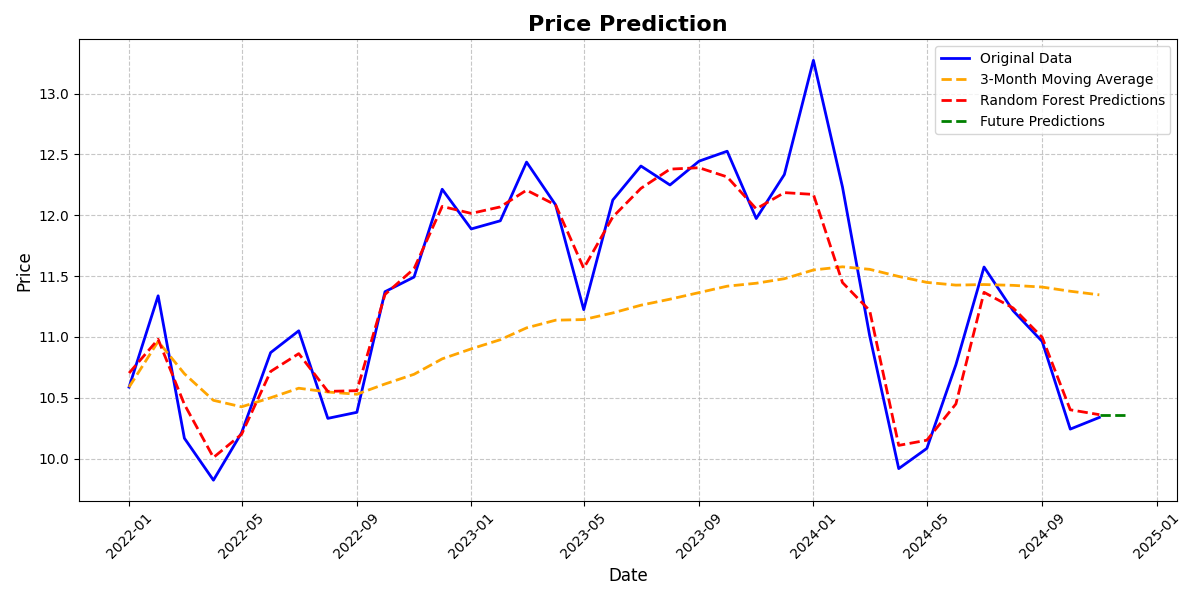 Price Prediction
Original Data
3-Month Moving Average
Random Forest Predictions
Future Predictions
13.0
12.5
12.0
11.5
11.0
10.5
10.0
Price
2022-01
2022-05
2022-09
2023-01
2023-05
2023-09
2024-01
2024-05
2024-09
2025-01
Date